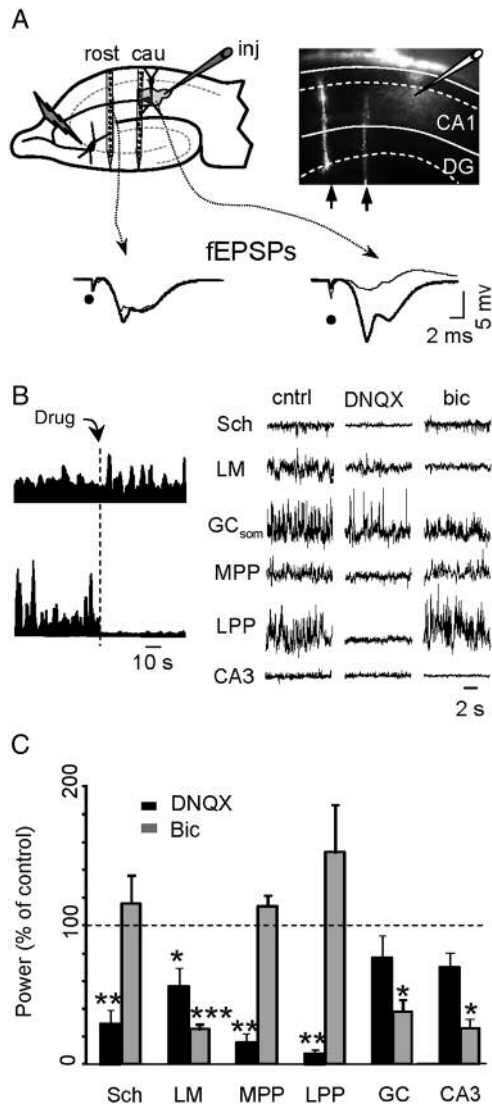 A
rost cau inj
CA1
DG
fEPSPs
2 ms
5 mv
B
Drug
10 s
cntrl DNQX bic
Sch
LM
GCsom
MPP
LPP
CA3
2 s
C
Power (% of control)
200
100
0
DNQX
Bic
** * *** ** ** * *
Sch LM MPP LPP GC CA3